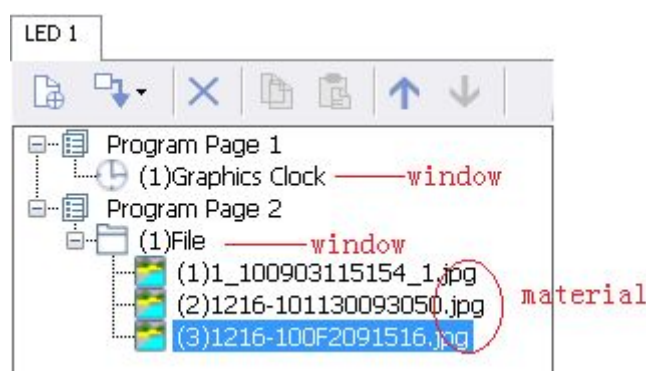 LED 1
Program Page 1
(1)Graphics Clock window
Program Page 2
(1)File window
(1)1_100903115154_1.jpg
(2)1216-101130093050.jpg material
(3)1216-100F2091516.jpg